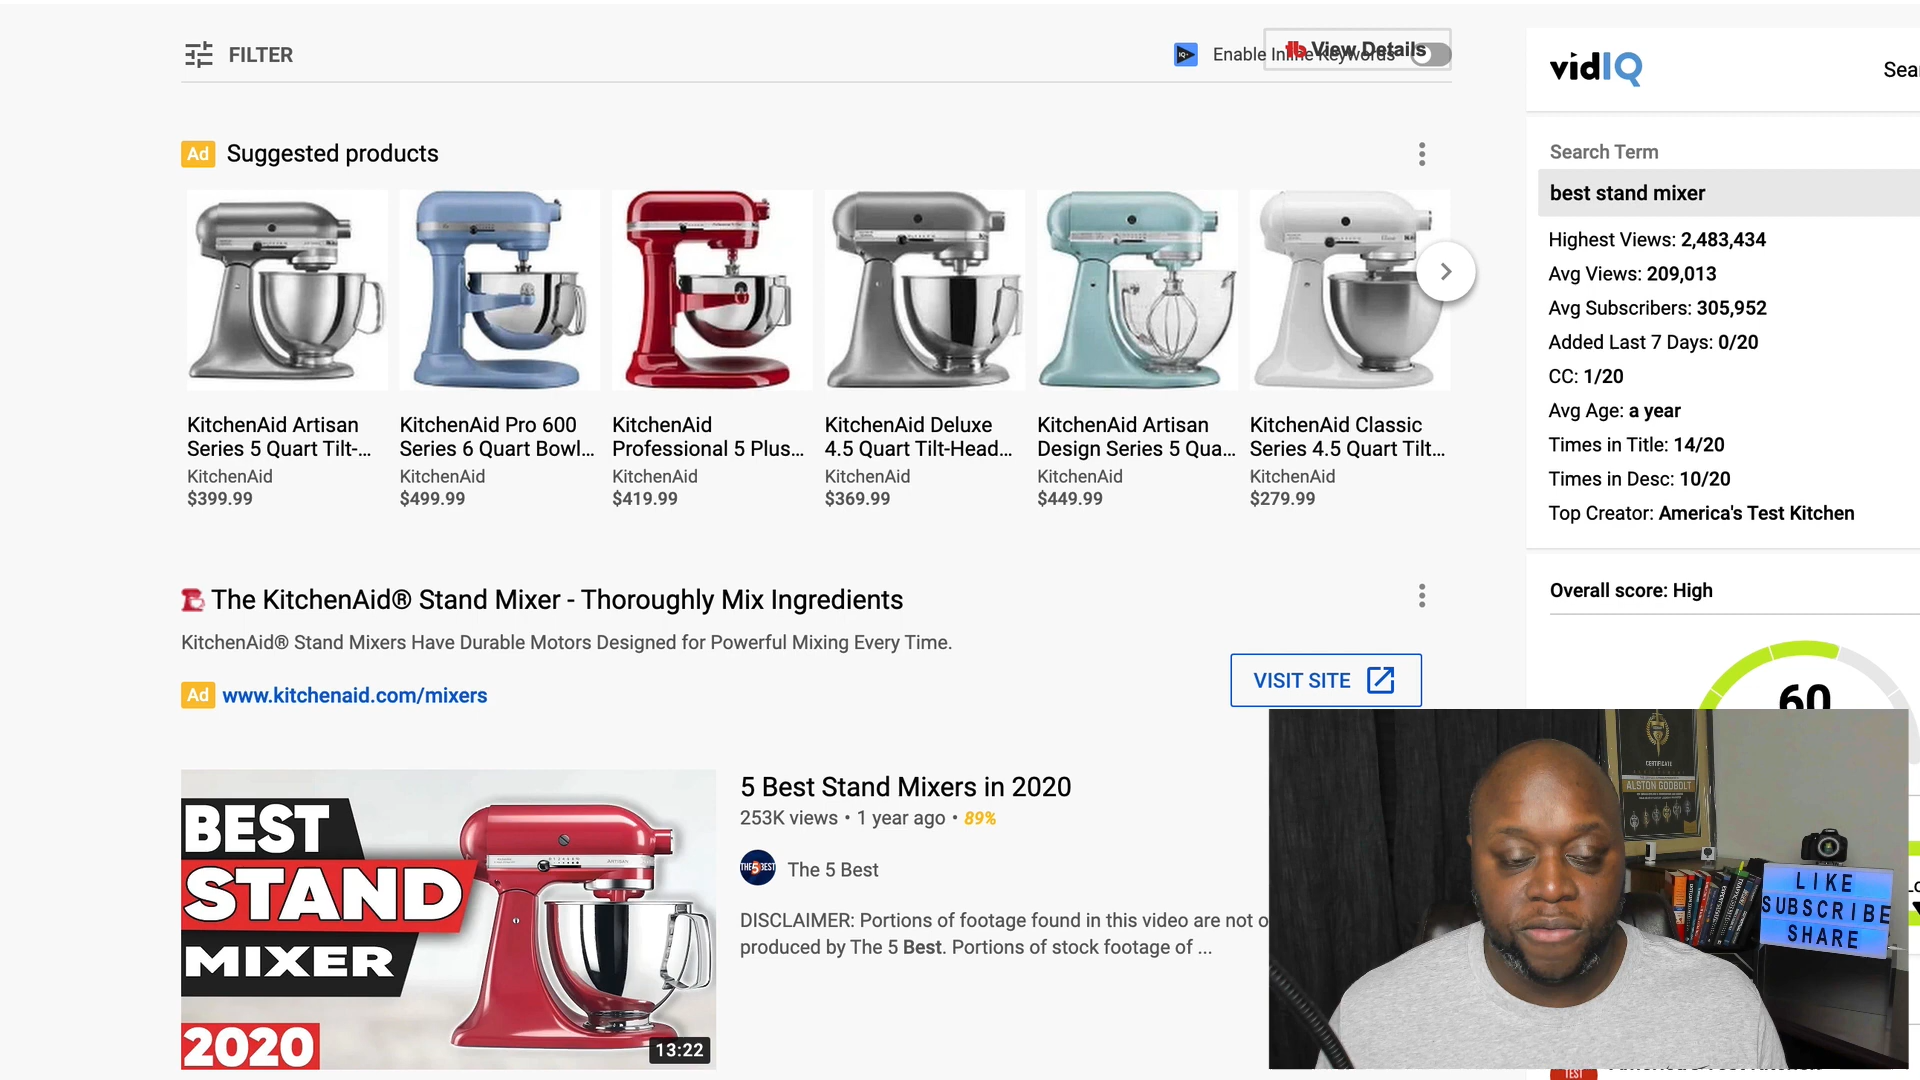 FILTER
Enable Inline Keywords
View Details
vidIQ
Ad Suggested products
KitchenAid Artisan
Series 5 Quart Tilt-...
KitchenAid
$399.99
KitchenAid Pro 600
Series 6 Quart Bowl...
KitchenAid
$499.99
KitchenAid
Professional 5 Plus...
KitchenAid
$419.99
KitchenAid Deluxe
4.5 Quart Tilt-Head...
KitchenAid
$369.99
KitchenAid Artisan
Design Series 5 Qua...
KitchenAid
$449.99
KitchenAid Classic
Series 4.5 Quart Tilt...
KitchenAid
$279.99
Search Term
best stand mixer
Highest Views: 2,483,434
Avg Views: 209,013
Avg Subscribers: 305,952
Added Last 7 Days: 0/20
CC: 1/20
Avg Age: a year
Times in Title: 14/20
Times in Desc: 10/20
Top Creator: America's Test Kitchen
Overall score: High
60
The KitchenAid® Stand Mixer - Thoroughly Mix Ingredients
KitchenAid® Stand Mixers Have Durable Motors Designed for Powerful Mixing Every Time.
Ad www.kitchenaid.com/mixers
VISIT SITE
BEST
STAND
MIXER
2020
13:22
5 Best Stand Mixers in 2020
253K views • 1 year ago • 89%
THE 5 BEST
The 5 Best
DISCLAIMER: Portions of footage found in this video are not o
produced by The 5 Best. Portions of stock footage of ...
CERTIFICATE
ALSTON GODBOLT
LIKE
SUBSCRIBE
SHARE
TEST